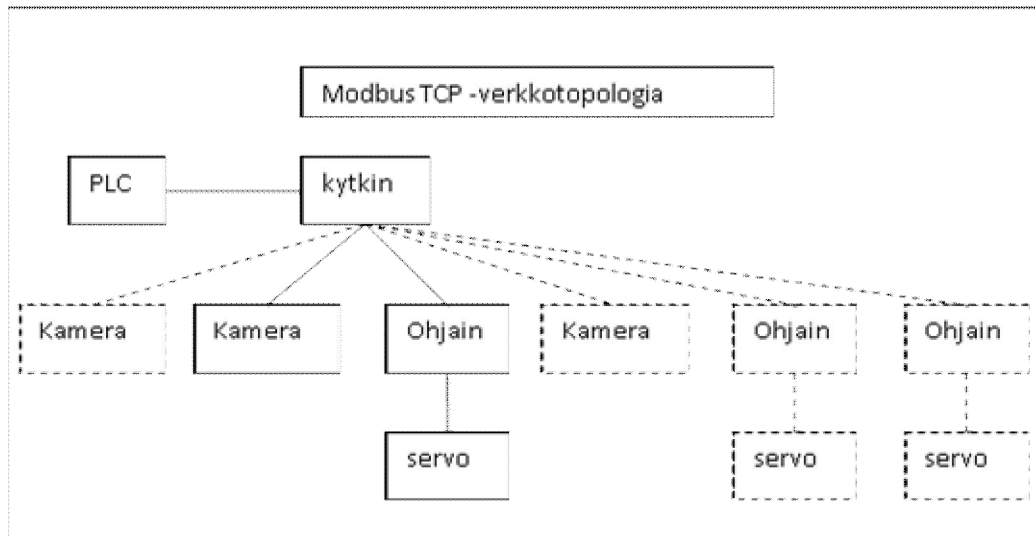 Modbus TCP -verkkotopologia
PLC
kytkin
Kamera
Kamera
Ohjain
Kamera
Ohjain
Ohjain
servo
servo
servo